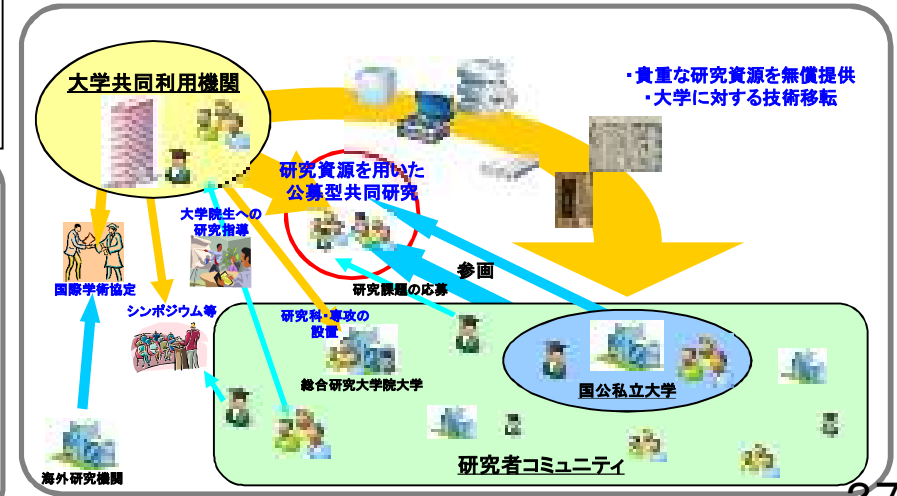 大学共同利用機関
・貴重な研究資源を無償提供
・大学に対する技術移転
研究資源を用いた
公募型共同研究
大学院生への
研究指導
参画
国際学術協定
研究課題の応募
シンポジウム等
研究科・専攻の
設置
総合研究大学院大学
国公私立大学
研究者コミュニティ
海外研究機関
37